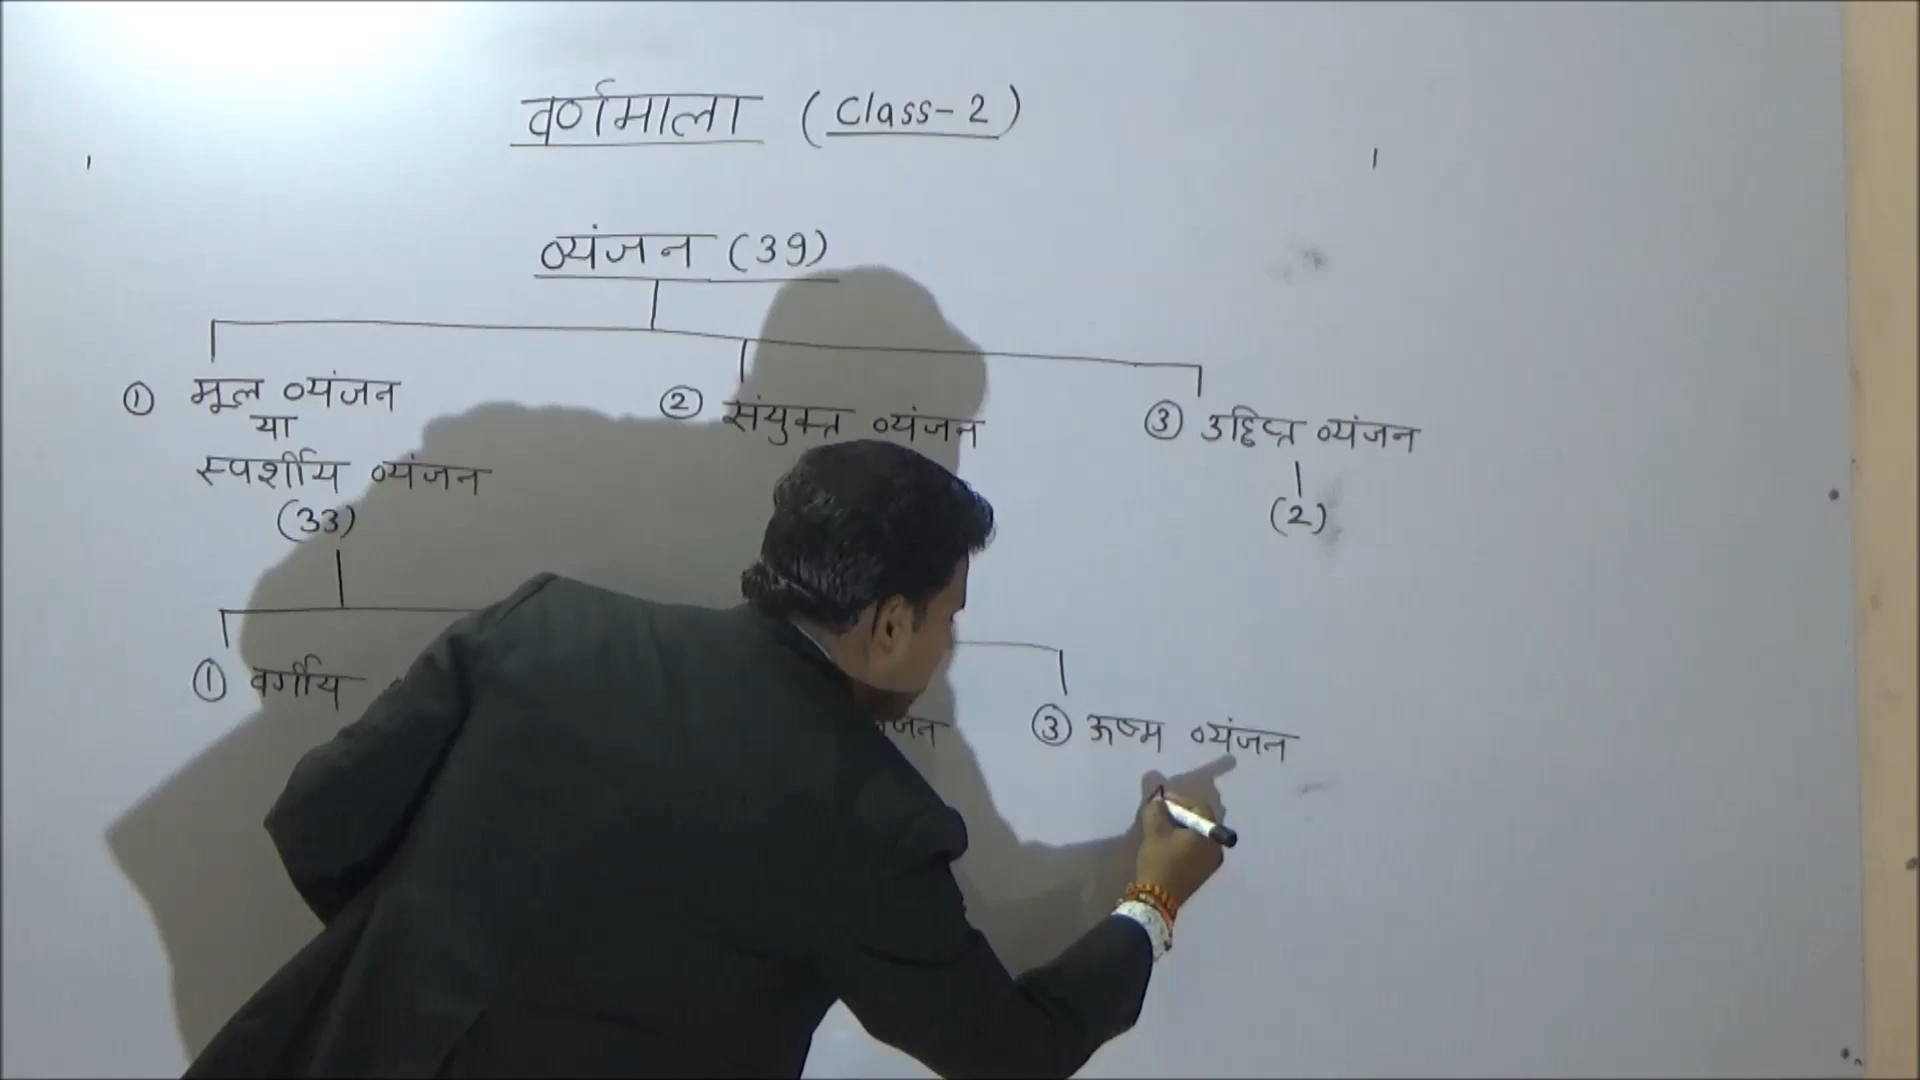 वर्णमाला (Class-2)
व्यंजन (39)
① मूल व्यंजन
या
स्पर्शीय व्यंजन
(33)
② संयुक्त व्यंजन
③ उद्दिप्त व्यंजन
(2)
① वर्गीय
③ ऊष्म व्यंजन